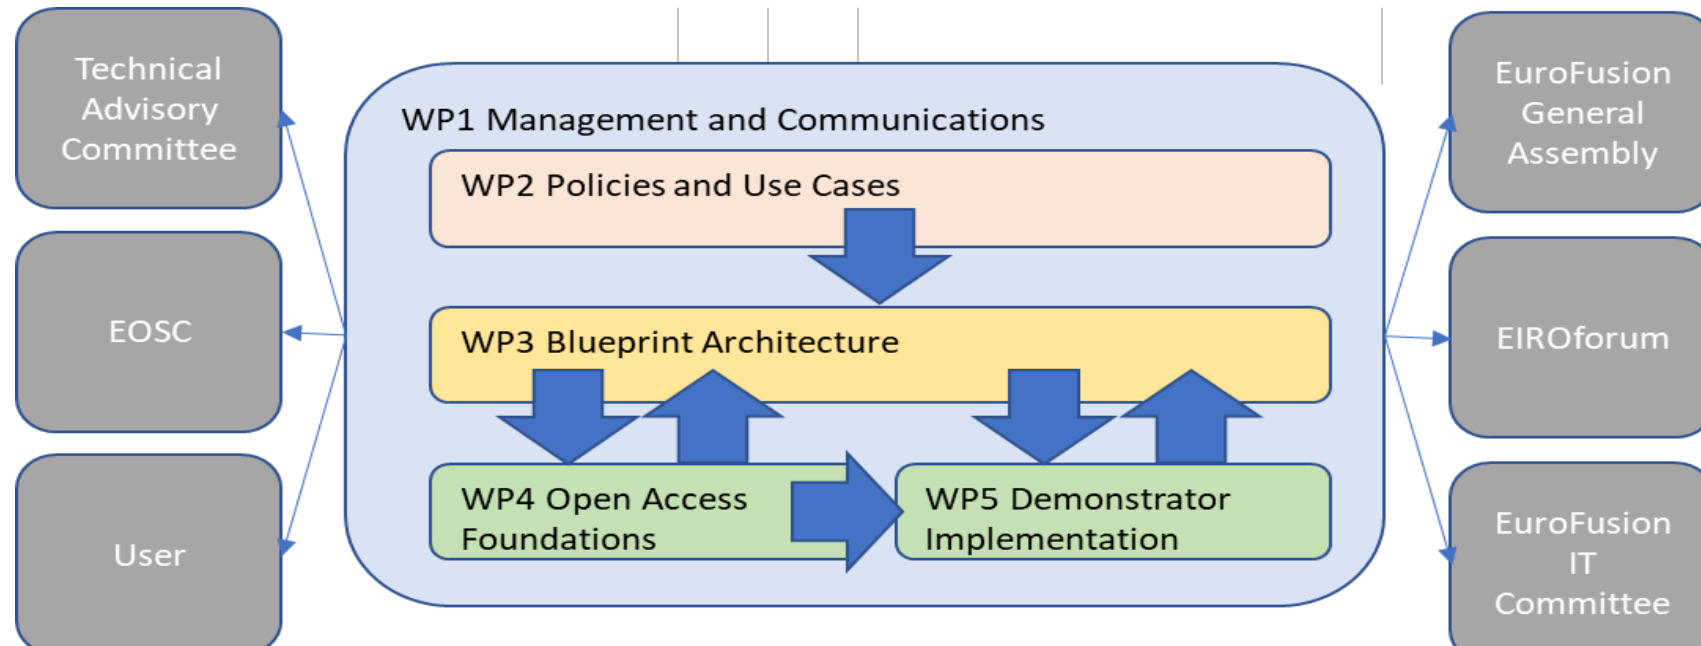 Technical
Advisory
Committee
EOSC
User
WP1 Management and Communications
WP2 Policies and Use Cases
WP3 Blueprint Architecture
WP4 Open Access
Foundations
WP5 Demonstrator
Implementation
EuroFusion
General
Assembly
EIROforum
EuroFusion
IT
Committee